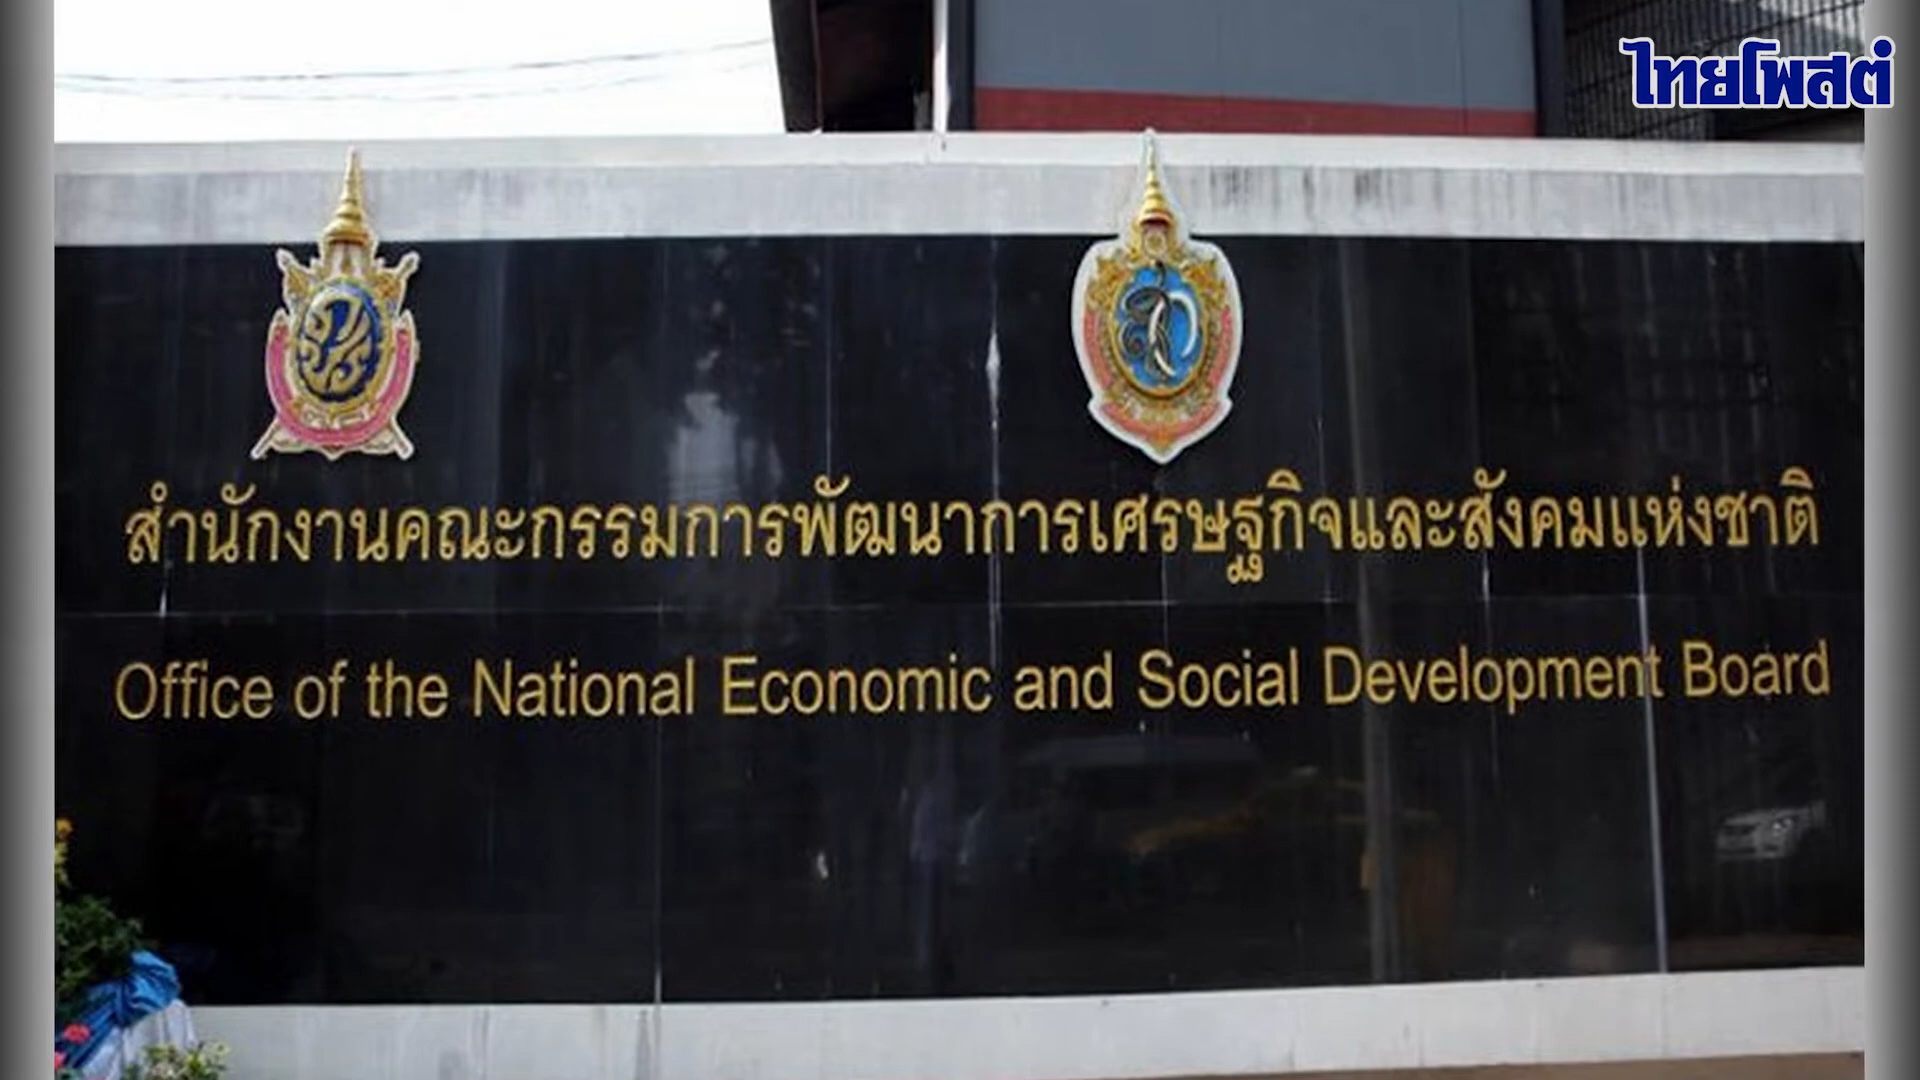 ไทยโพสต์
สำนักงานคณะกรรมการพัฒนาการเศรษฐกิจและสังคมแห่งชาติ
Office of the National Economic and Social Development Board